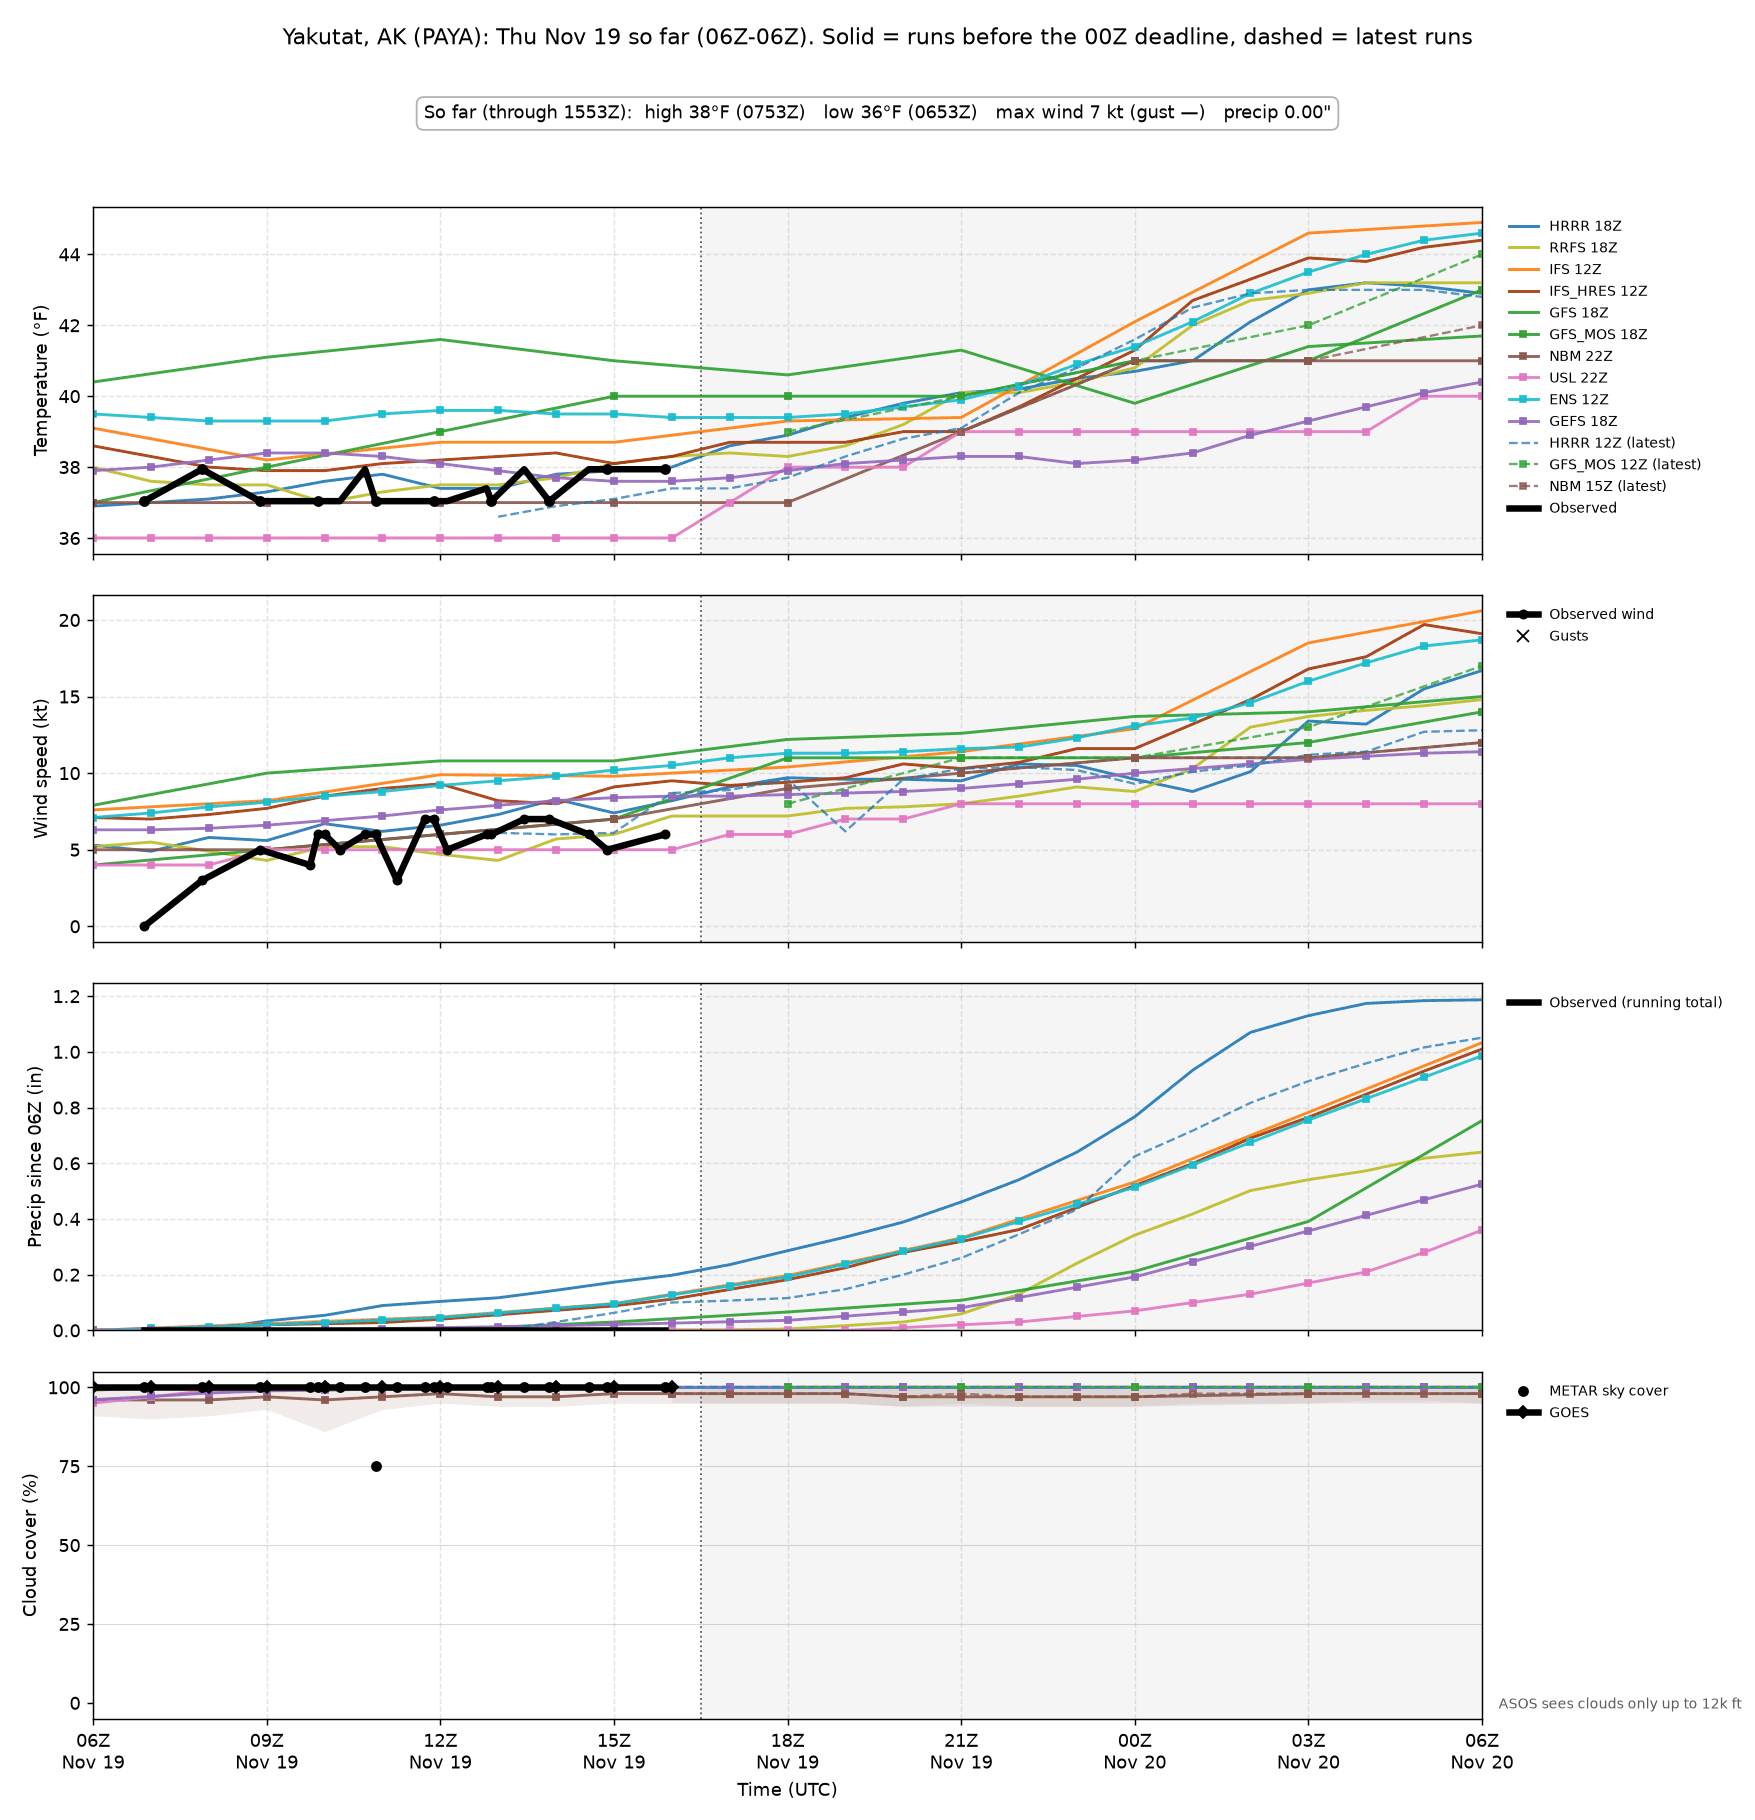 Yakutat, AK (PAYA): Thu Nov 19 so far (06Z-06Z). Solid = runs before the 00Z deadline, dashed = latest runs
So far (through 1553Z):  high 38°F (0753Z)   low 36°F (0653Z)   max wind 7 kt (gust —)   precip 0.00"
Temperature (°F)
44
42
40
38
36
HRRR 18Z
RRFS 18Z
IFS 12Z
IFS_HRES 12Z
GFS 18Z
GFS_MOS 18Z
NBM 22Z
USL 22Z
ENS 12Z
GEFS 18Z
HRRR 12Z (latest)
GFS_MOS 12Z (latest)
NBM 15Z (latest)
Observed
Wind speed (kt)
20
15
10
5
0
Observed wind
Gusts
Precip since 06Z (in)
1.2
1.0
0.8
0.6
0.4
0.2
0.0
Observed (running total)
Cloud cover (%)
100
75
50
25
0
METAR sky cover
GOES
ASOS sees clouds only up to 12k ft
06Z
Nov 19
09Z
Nov 19
12Z
Nov 19
15Z
Nov 19
18Z
Nov 19
21Z
Nov 19
00Z
Nov 20
03Z
Nov 20
06Z
Nov 20
Time (UTC)